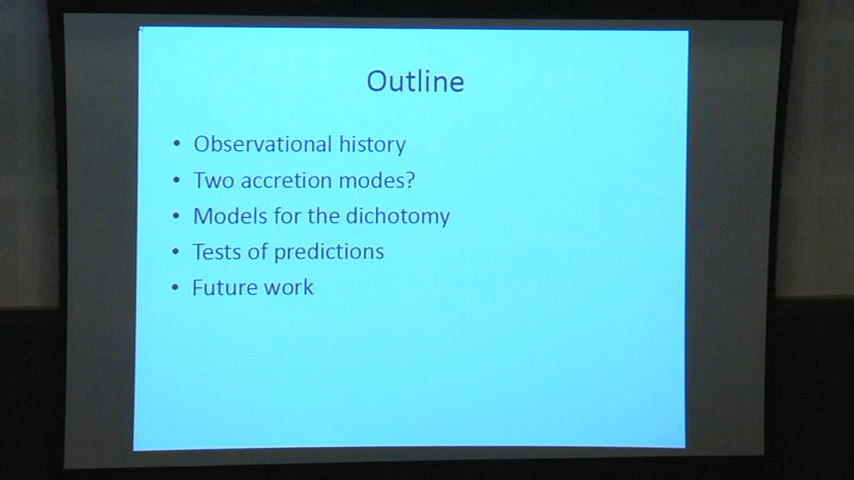 Outline
• Observational history
• Two accretion modes?
• Models for the dichotomy
• Tests of predictions
• Future work